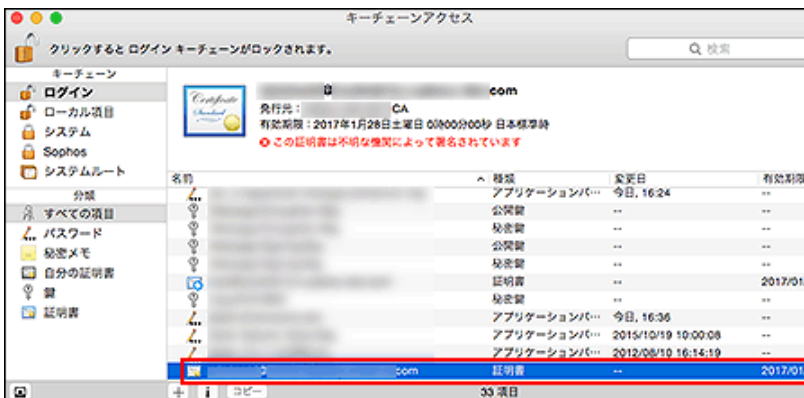 キーチェーンアクセス
クリックすると ログイン キーチェーンがロックされます。
検索
キーチェーン
ログイン
ローカル項目
システム
Sophos
システムルート
分類
すべての項目
パスワード
秘密メモ
自分の証明書
鍵
証明書
Certificate
Standard
com
発行元： CA
有効期限：2017年1月28日土曜日 0時00分00秒 日本標準時
この証明書は不明な機関によって署名されています
名前 種類 変更日 有効期限
アプリケーションパ… 今日, 16:24 --
公開鍵 -- --
秘密鍵 -- --
公開鍵 -- --
秘密鍵 -- --
証明書 -- 2017/01
秘密鍵 -- --
アプリケーションパ… 今日, 16:36 --
アプリケーションパ… 2015/10/19 10:00:08 --
アプリケーションパ… 2012/08/10 16:14:19 --
com 証明書 -- 2017/01
+ i コピー 33 項目